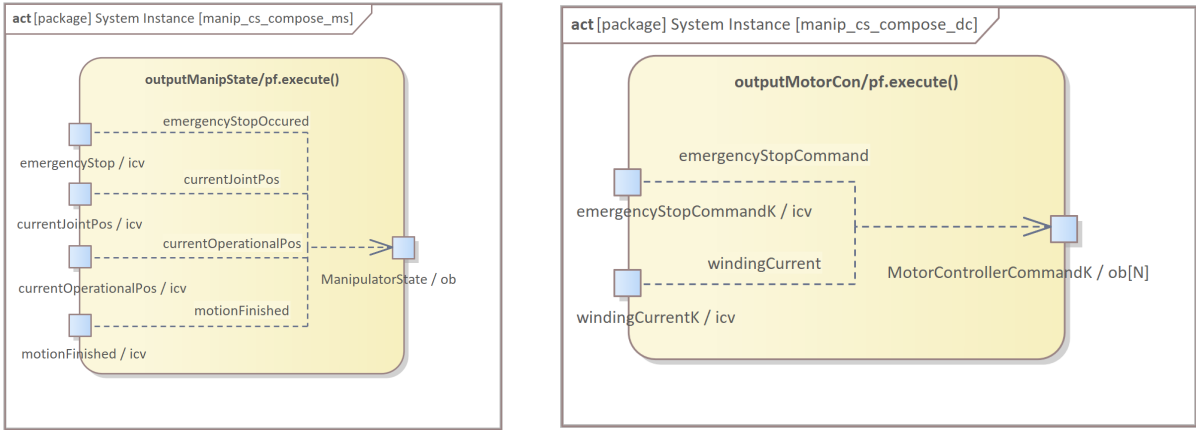 act [package] System Instance [manip_cs_compose_ms]
outputManipState/pf.execute()
emergencyStopOccured
emergencyStop / icv
currentJointPos
currentJointPos / icv
currentOperationalPos
ManipulatorState / ob
currentOperationalPos / icv
motionFinished
motionFinished / icv
act [package] System Instance [manip_cs_compose_dc]
outputMotorCon/pf.execute()
emergencyStopCommand
emergencyStopCommandK / icv
windingCurrent
MotorControllerCommandK / ob[N]
windingCurrentK / icv